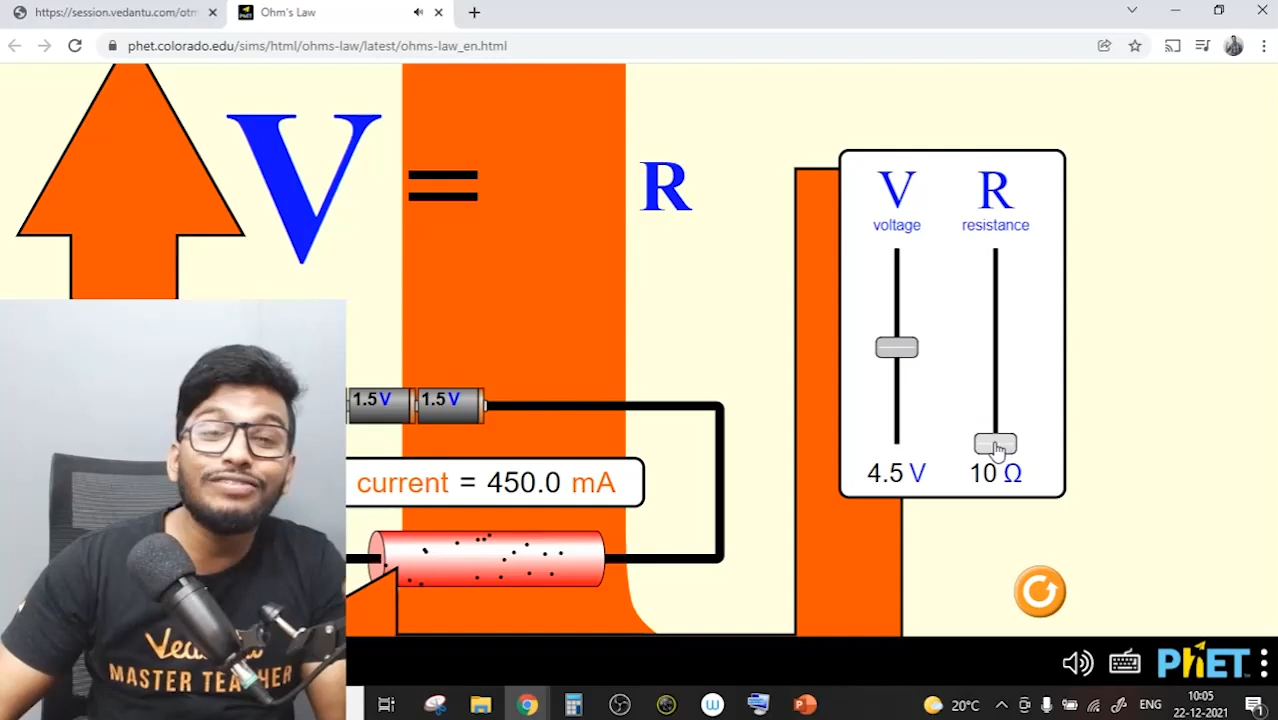 https://session.vedantu.com/otm
Ohm's Law
phet.colorado.edu/sims/html/ohms-law/latest/ohms-law_en.html
V = R
V R
voltage resistance
1.5 V 1.5 V
4.5 V 10 Ω
current = 450.0 mA
MASTER TEACHER
PhET
W
P
20°C
ENG
10:05
22-12-2021
1